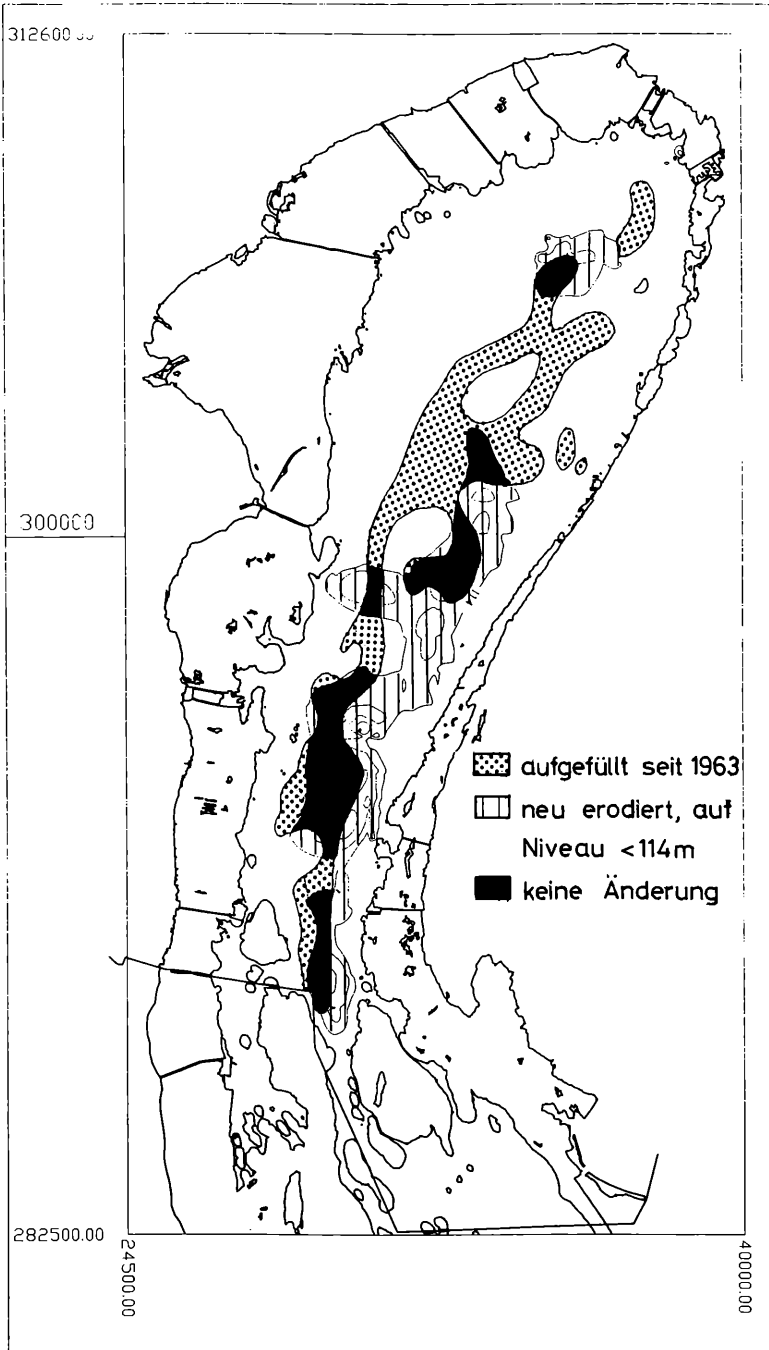 312600
300000
aufgefüllt seit 1963
neu erodiert, auf
Niveau <114m
keine Änderung
282500.00
24500.00
40000.00